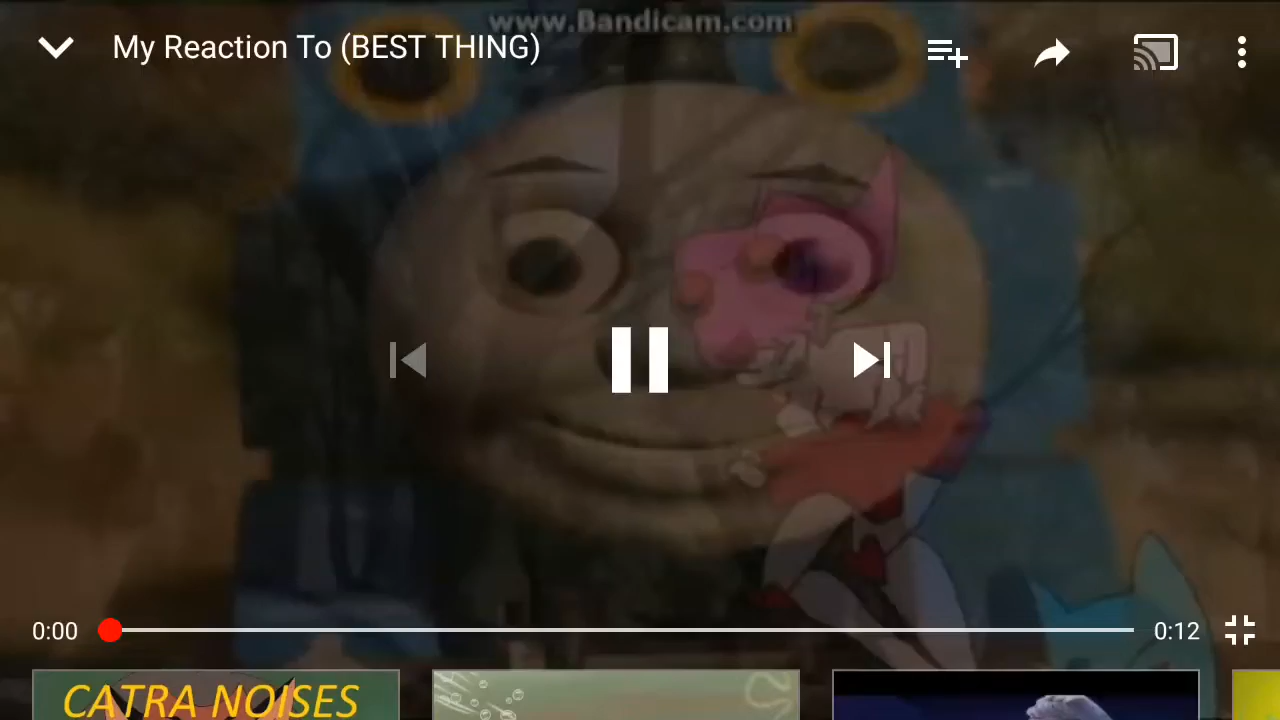 www.Bandicam.com
My Reaction To (BEST THING)
0:00
0:12
CATRA NOISES